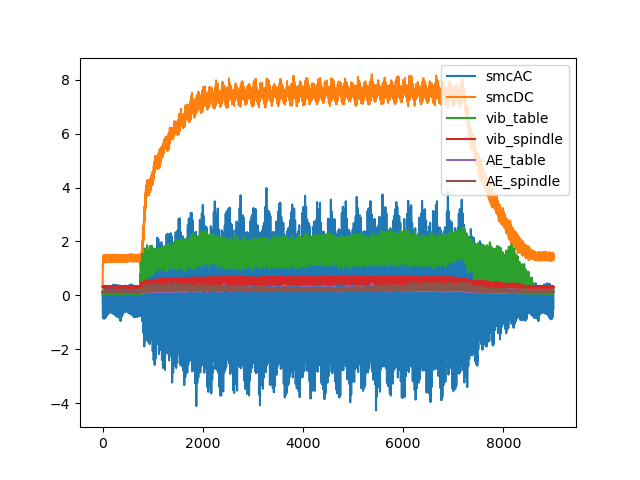 8
6
4
2
0
−2
−4
0
2000
4000
6000
8000
smcAC
smcDC
vib_table
vib_spindle
AE_table
AE_spindle